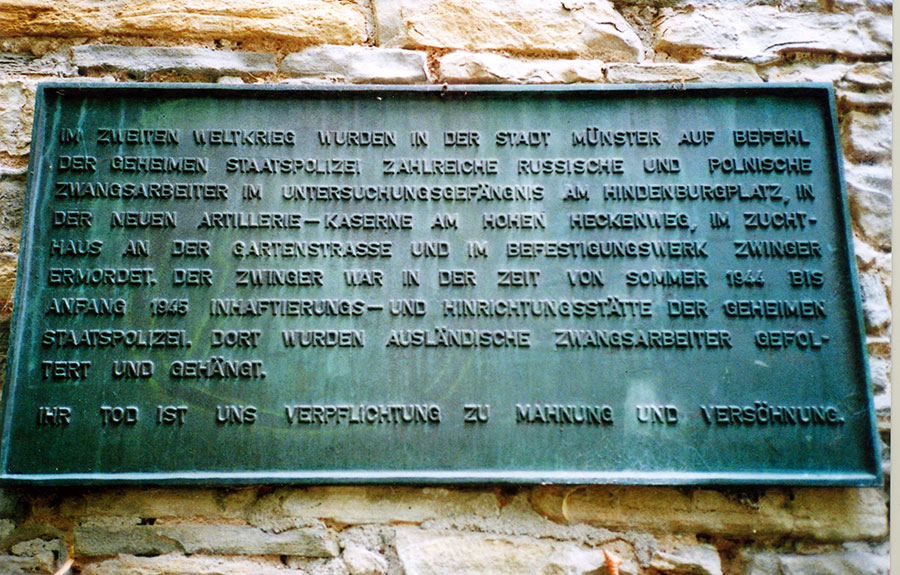 IM ZWEITEN WELTKRIEG WURDEN IN DER STADT MÜNSTER AUF BEFEHL
DER GEHEIMEN STAATSPOLIZEI ZAHLREICHE RUSSISCHE UND POLNISCHE
ZWANGSARBEITER IM UNTERSUCHUNGSGEFÄNGNIS AM HINDENBURGPLATZ, IN
DER NEUEN ARTILLERIE-KASERNE AM HOHEN HECKENWEG, IM ZUCHT-
HAUS AN DER GARTENSTRASSE UND IM BEFESTIGUNGSWERK ZWINGER
ERMORDET. DER ZWINGER WAR IN DER ZEIT VON SOMMER 1944 BIS
ANFANG 1945 INHAFTIERUNGS-UND HINRICHTUNGSSTÄTTE DER GEHEIMEN
STAATSPOLIZEI. DORT WURDEN AUSLÄNDISCHE ZWANGSARBEITER GEFOL-
TERT UND GEHÄNGT.
IHR TOD IST UNS VERPFLICHTUNG ZU MAHNUNG UND VERSÖHNUNG.